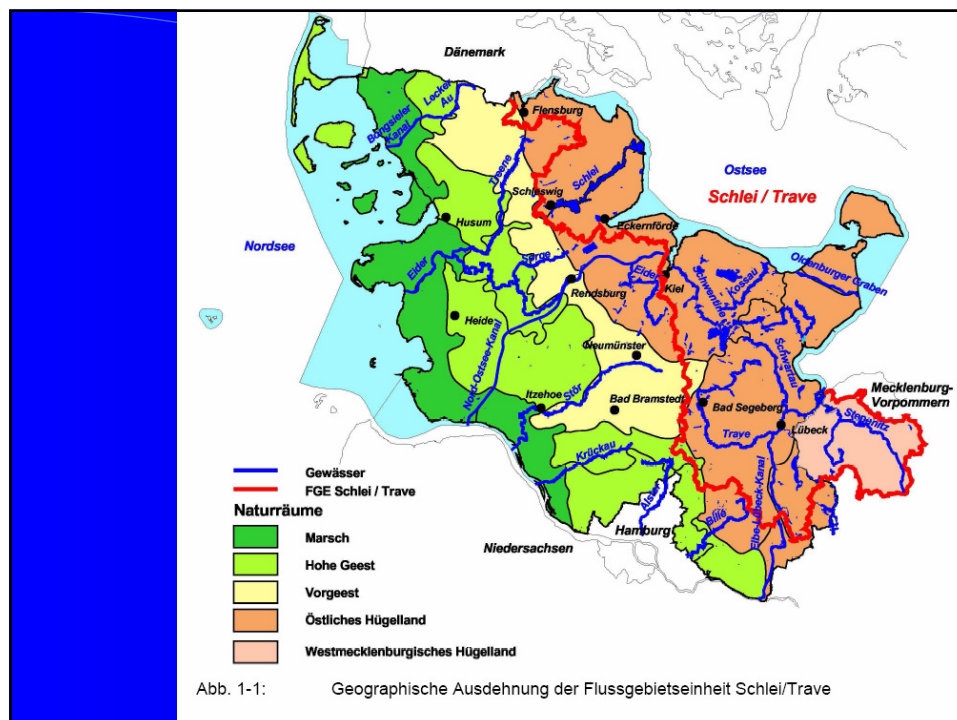 Dänemark
Lecker
Au
Bongsieler
Kanal
Flensburg
Treene
Schlei
Schleswig
Ostsee
Schlei / Trave
Eckernförde
Husum
Nordsee
Eider
Sorge
Eider
Kiel
Schwentine
Kossau
Oldenburger Graben
Rendsburg
Heide
Nord-Ostsee-Kanal
Neumünster
Schwartau
Mecklenburg-
Vorpommern
Itzehoe
Stör
Bad Bramstedt
Bad Segeberg
Stepenitz
Trave
Lübeck
Krückau
Alster
Elbe-Lübeck-Kanal
Bille
Hamburg
Niedersachsen
Gewässer
FGE Schlei / Trave
Naturräume
Marsch
Hohe Geest
Vorgeest
Östliches Hügelland
Westmecklenburgisches Hügelland
Abb. 1-1: Geographische Ausdehnung der Flussgebietseinheit Schlei/Trave